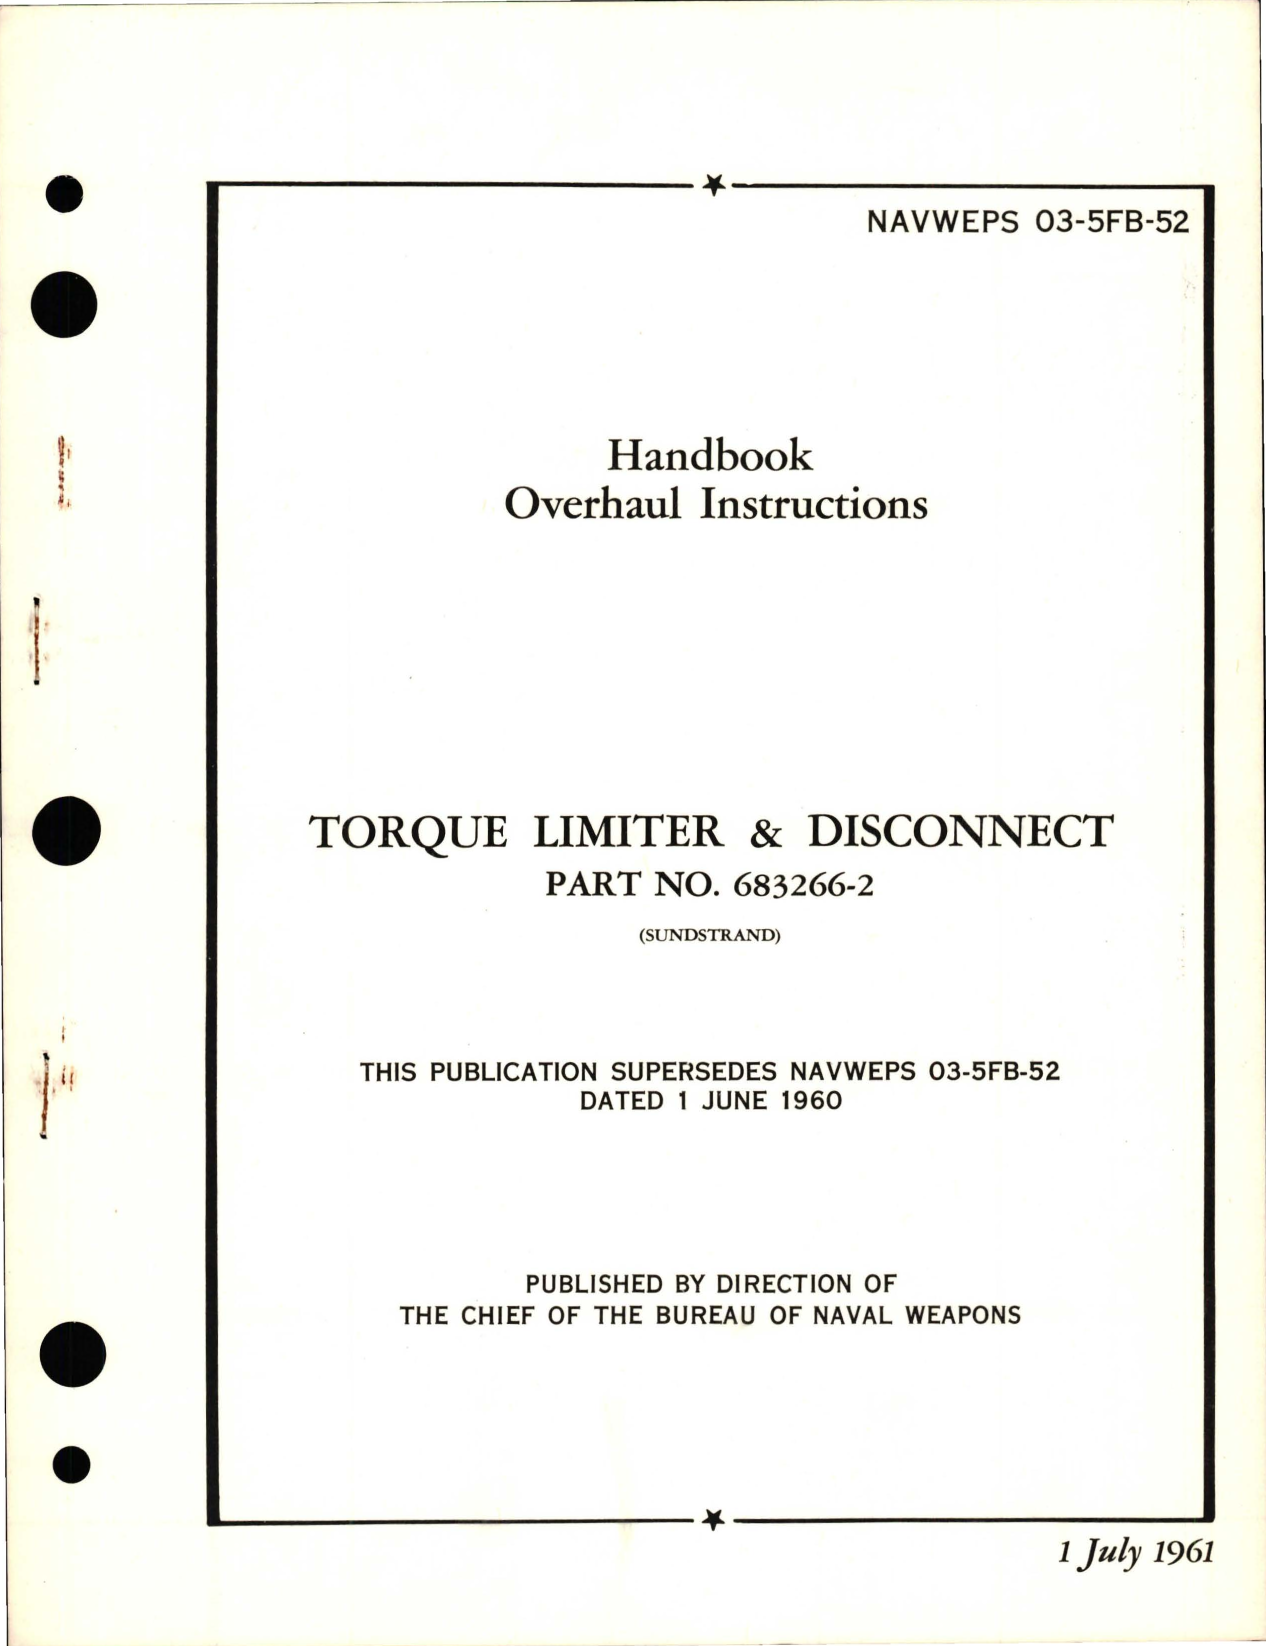 NAVWEPS 03-5FB-52
Handbook
Overhaul Instructions
TORQUE LIMITER & DISCONNECT
PART NO. 683266-2
(SUNDSTRAND)
THIS PUBLICATION SUPERSEDES NAVWEPS 03-5FB-52
DATED 1 JUNE 1960
PUBLISHED BY DIRECTION OF
THE CHIEF OF THE BUREAU OF NAVAL WEAPONS
1 July 1961